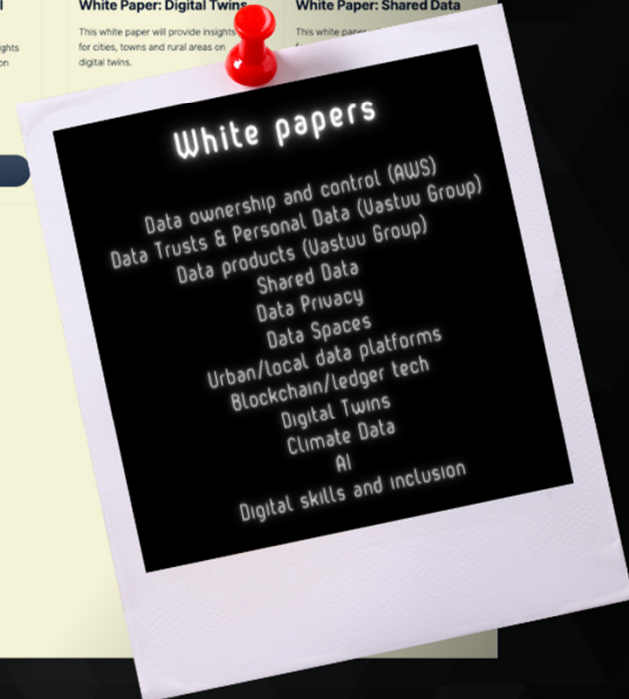 White Paper: Digital Twins
This white paper will provide insights
for cities, towns and rural areas on
digital twins.
White Paper: Shared Data
This white paper
White papers
Data ownership and control (AWS)
Data Trusts & Personal Data (Vastuu Group)
Data products (Vastuu Group)
Shared Data
Data Privacy
Data Spaces
Urban/local data platforms
Blockchain/ledger tech
Digital Twins
Climate Data
AI
Digital skills and inclusion